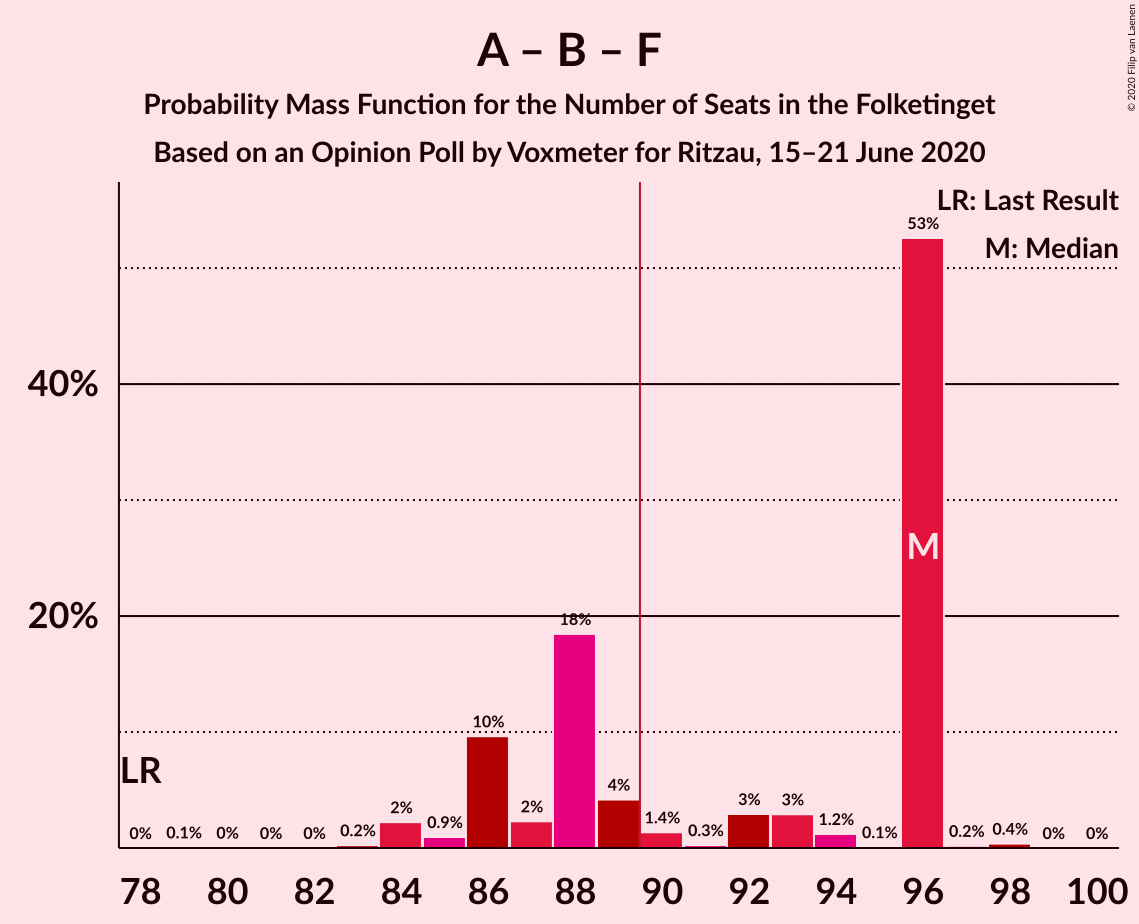 A – B – F
Probability Mass Function for the Number of Seats in the Folketinget
Based on an Opinion Poll by Voxmeter for Ritzau, 15–21 June 2020
© 2020 Filip van Laenen
LR: Last Result
M: Median
53%
40%
M
20%
18%
10%
LR
4%
2%
2%
3%
3%
0%
0.1%
0%
0%
0%
0.2%
0.9%
1.4%
0.3%
1.2%
0.1%
0.2%
0.4%
0%
0%
78 80 82 84 86 88 90 92 94 96 98 100